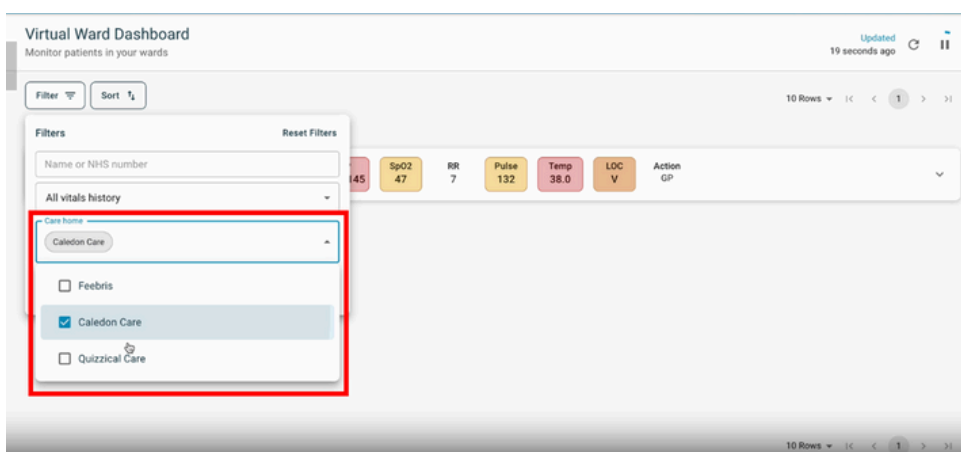 Virtual Ward Dashboard
Monitor patients in your wards
Updated
19 seconds ago
Filter
Sort
10 Rows
1
Filters
Reset Filters
Name or NHS number
All vitals history
145
SpO2
47
RR
7
Pulse
132
Temp
38.0
LOC
V
Action
GP
Care home
Caledon Care
Feebris
Caledon Care
Quizzical Care
10 Rows
1